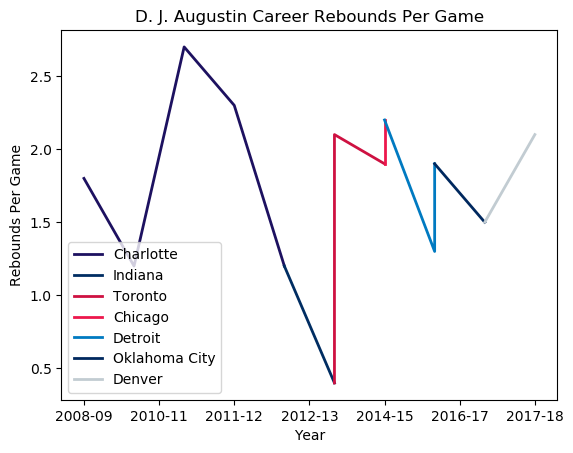 D. J. Augustin Career Rebounds Per Game
Rebounds Per Game
2.5
2.0
1.5
1.0
0.5
Charlotte
Indiana
Toronto
Chicago
Detroit
Oklahoma City
Denver
2008-09 2010-11 2011-12 2012-13 2014-15 2016-17 2017-18
Year